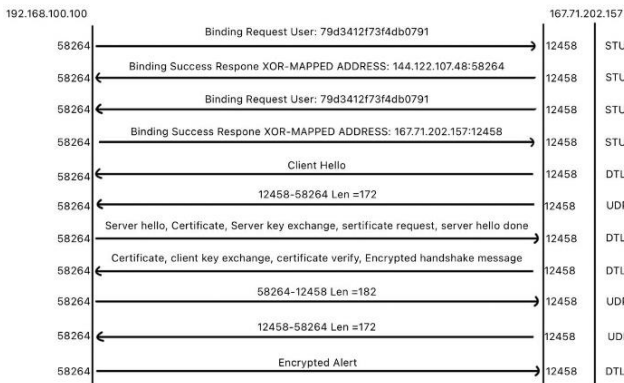 192.168.100.100 167.71.202.157
Binding Request User: 79d3412f73f4db0791
58264 12458 STU
Binding Success Respone XOR-MAPPED ADDRESS: 144.122.107.48:58264
58264 12458 STU
Binding Request User: 79d3412f73f4db0791
58264 12458 STU
Binding Success Respone XOR-MAPPED ADDRESS: 167.71.202.157:12458
58264 12458 STU
Client Hello
58264 12458 DTL
12458-58264 Len =172
58264 12458 UDP
Server hello, Certificate, Server key exchange, sertificate request, server hello done
58264 12458 DTL
Certificate, client key exchange, certificate verify, Encrypted handshake message
58264 12458 DTL
58264-12458 Len =182
58264 12458 UDP
12458-58264 Len =172
58264 12458 UDP
Encrypted Alert
58264 12458 DTL